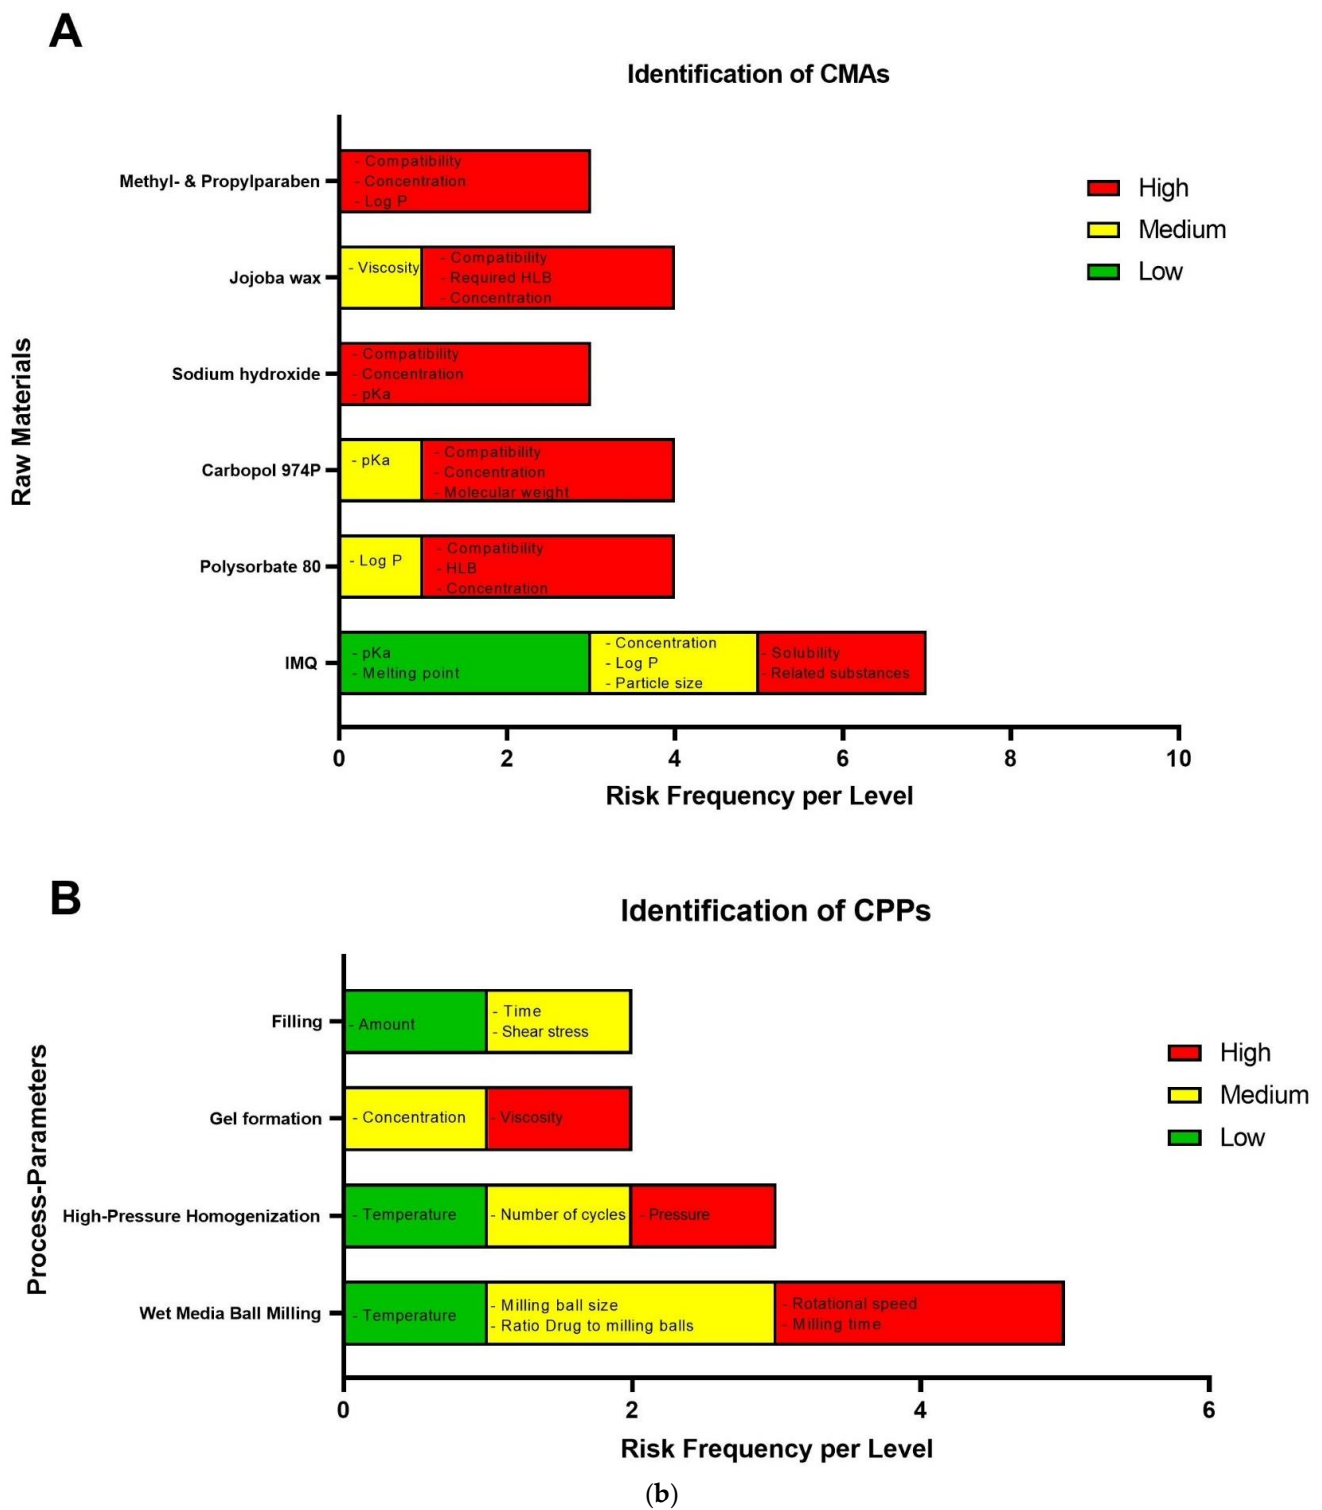 A
Identification of CMAs
Methyl- & Propylparaben
- Compatibility
- Concentration
- Log P
High
Medium
Low
Jojoba wax
- Viscosity
- Compatibility
- Required HLB
- Concentration
Sodium hydroxide
- Compatibility
- Concentration
- pKa
Raw Materials
Carbopol 974P
- pKa
- Compatibility
- Concentration
- Molecular weight
Polysorbate 80
- Log P
- Compatibility
- HLB
- Concentration
IMQ
- pKa
- Melting point
- Concentration
- Log P
- Particle size
- Solubility
- Related substances
0 2 4 6 8 10
Risk Frequency per Level
B
Identification of CPPs
Filling
- Amount
- Time
- Shear stress
High
Medium
Low
Gel formation
- Concentration
- Viscosity
Process-Parameters
High-Pressure Homogenization
- Temperature
- Number of cycles
- Pressure
Wet Media Ball Milling
- Temperature
- Milling ball size
- Ratio Drug to milling balls
- Rotational speed
- Milling time
0 2 4 6
Risk Frequency per Level
(b)